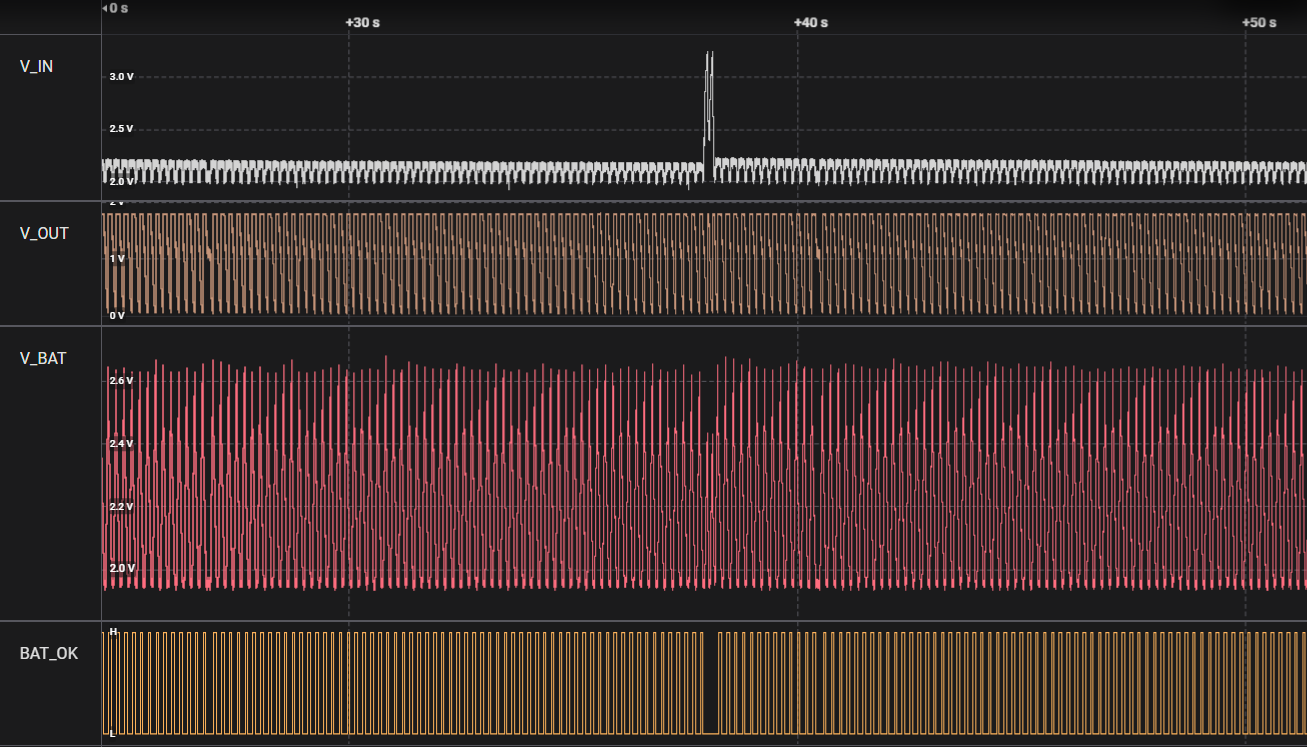 0 s
+30 s
+40 s
+50 s
V_IN
3.0 V
2.5 V
2.0 V
V_OUT
2 V
1 V
0 V
V_BAT
2.6 V
2.4 V
2.2 V
2.0 V
BAT_OK
H
L